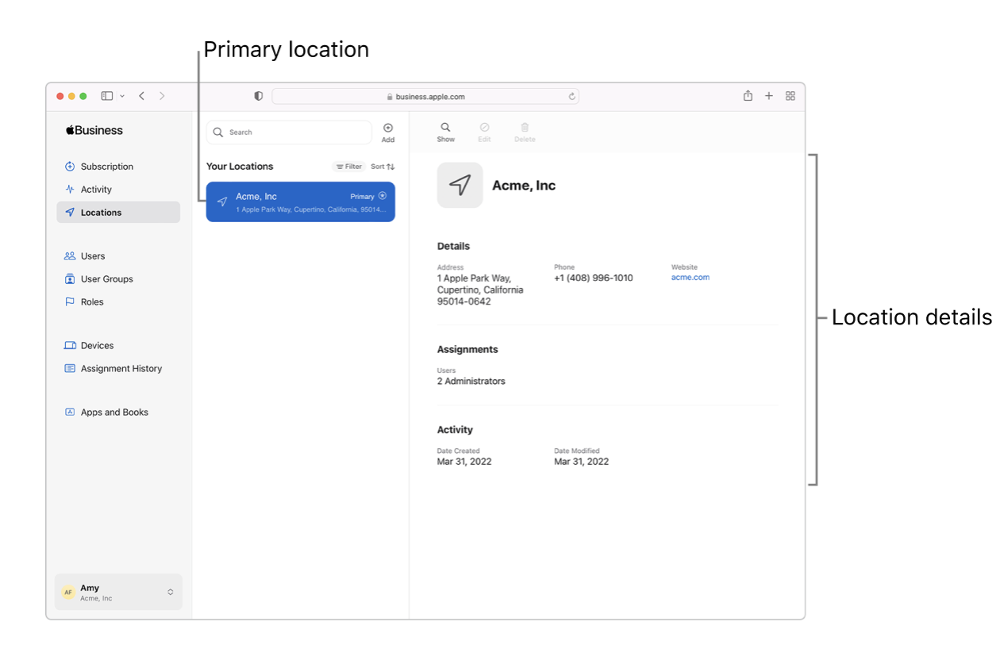 Primary location
business.apple.com
Business
Subscription
Activity
Locations
Users
User Groups
Roles
Devices
Assignment History
Apps and Books
AF
Amy
Acme, Inc
Search
Add
Your Locations
Filter
Sort
Acme, Inc
Primary
1 Apple Park Way, Cupertino, California, 95014...
Show
Edit
Delete
Acme, Inc
Details
Address
1 Apple Park Way,
Cupertino, California
95014-0642
Phone
+1 (408) 996-1010
Website
acme.com
Assignments
Users
2 Administrators
Activity
Date Created
Mar 31, 2022
Date Modified
Mar 31, 2022
Location details